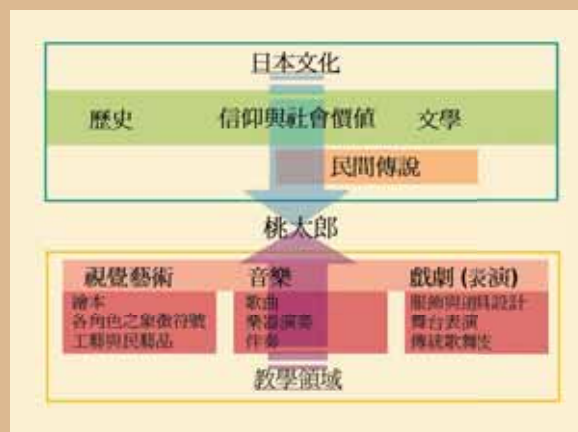 日本文化
歷史 信仰與社會價值 文學
民間傳說
桃太郎
視覺藝術 音樂 戲劇 (表演)
繪本 歌曲 服飾與道具設計
各角色之象徵符號 樂器演奏 舞台表演
工藝與民藝品 伴奏 傳統歌舞伎
教學領域